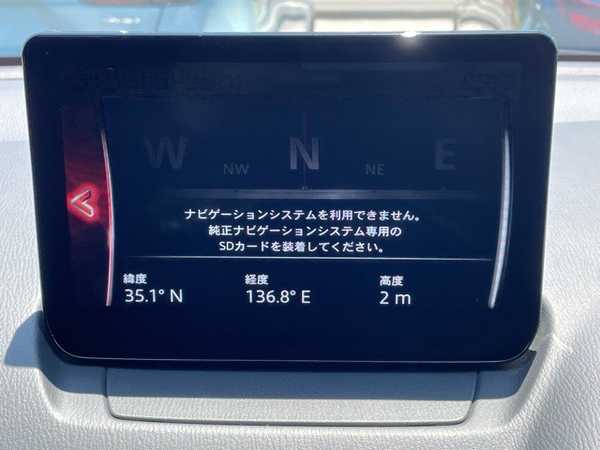 W NW N NE E
ナビゲーションシステムを利用できません。
純正ナビゲーションシステム専用の
SDカードを装着してください。
緯度 経度 高度
35.1° N 136.8° E 2 m